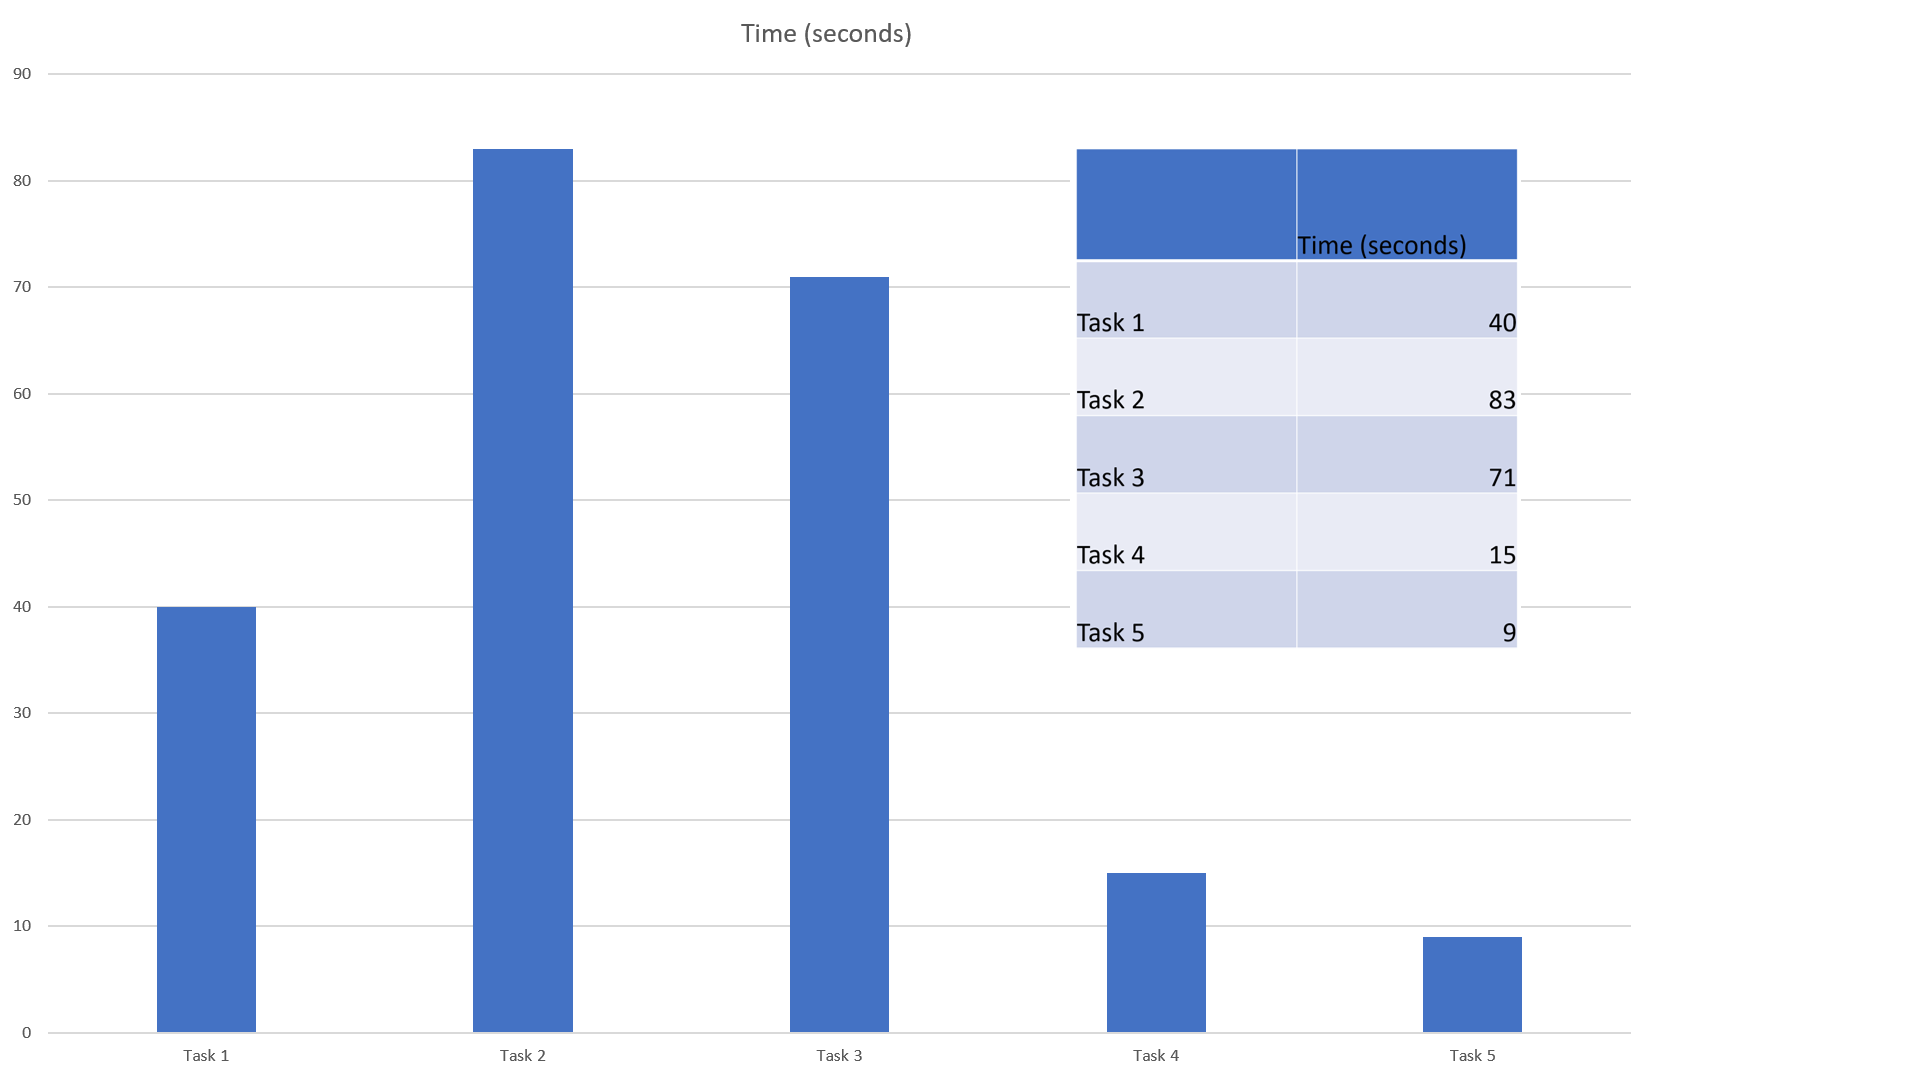 Time (seconds)
90
80
70
60
50
40
30
20
10
0
Task 1 Task 2 Task 3 Task 4 Task 5
Time (seconds)
Task 1 40
Task 2 83
Task 3 71
Task 4 15
Task 5 9